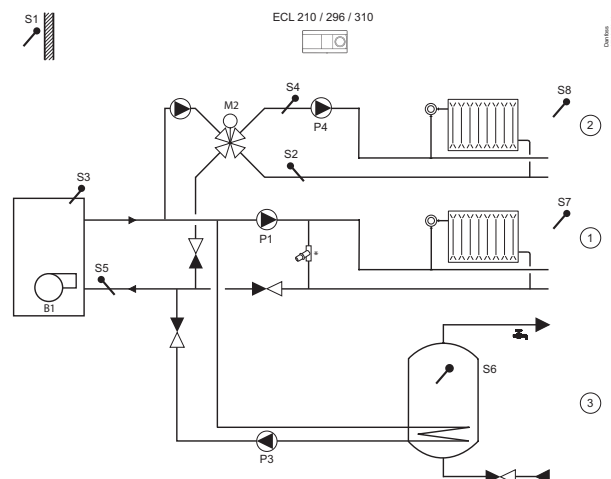 S1
ECL 210 / 296 / 310
Danfoss
S4
M2
P4
S8
2
S2
S3
S7
P1
1
*
S5
B1
S6
3
P3